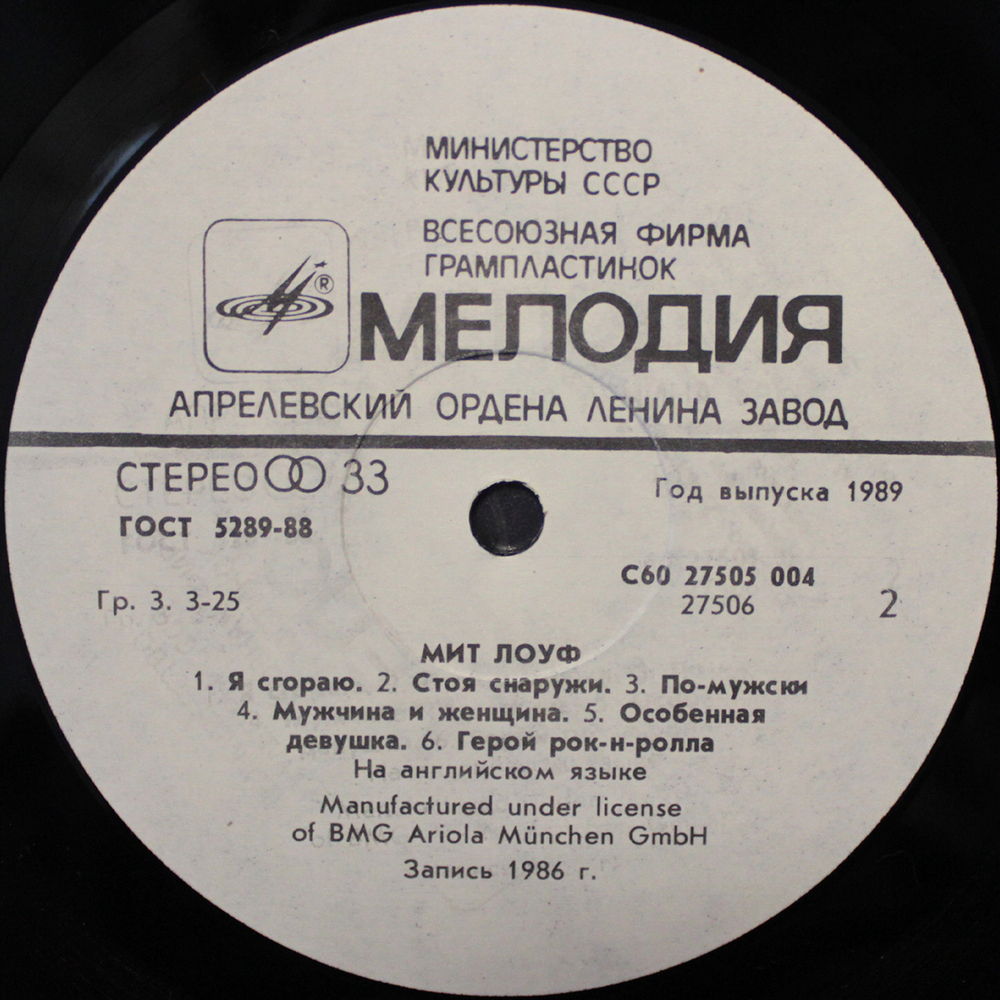 МИНИСТЕРСТВО
КУЛЬТУРЫ СССР
ВСЕСОЮЗНАЯ ФИРМА
ГРАМПЛАСТИНОК
®
МЕЛОДИЯ
АПРЕЛЕВСКИЙ ОРДЕНА ЛЕНИНА ЗАВОД
СТЕРЕО 33
Год выпуска 1989
ГОСТ 5289-88
С60 27505 004
Гр. 3. 3-25
27506
2
МИТ ЛОУФ
1. Я сгораю. 2. Стоя снаружи. 3. По-мужски
4. Мужчина и женщина. 5. Особенная
девушка. 6. Герой рок-н-ролла
На английском языке
Manufactured under license
of BMG Ariola München GmbH
Запись 1986 г.